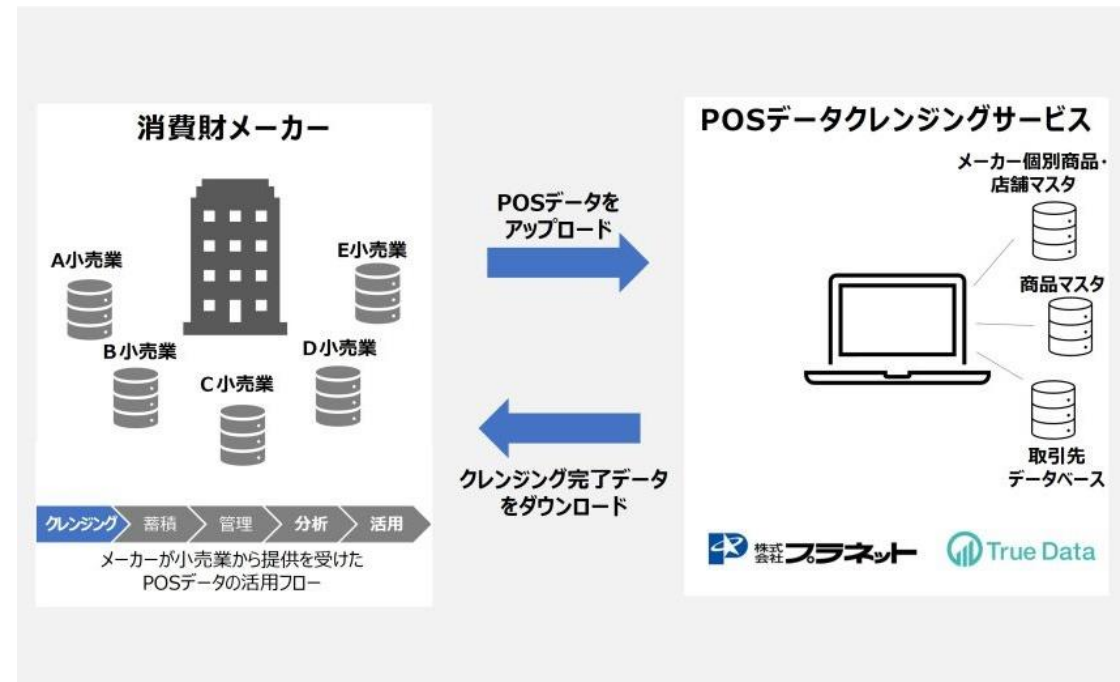 消費財メーカー
A小売業
B小売業
C小売業
D小売業
E小売業
クレンジング
蓄積
管理
分析
活用
メーカーが小売業から提供を受けた
POSデータの活用フロー
POSデータを
アップロード
クレンジング完了データ
をダウンロード
POSデータクレンジングサービス
メーカー個別商品・
店舗マスタ
商品マスタ
取引先
データベース
株式会社プラネット
True Data